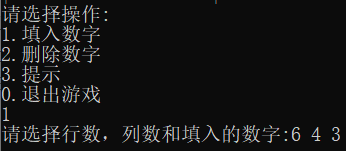 请选择操作:
1.填入数字
2.删除数字
3.提示
0.退出游戏
1
请选择行数，列数和填入的数字:6 4 3